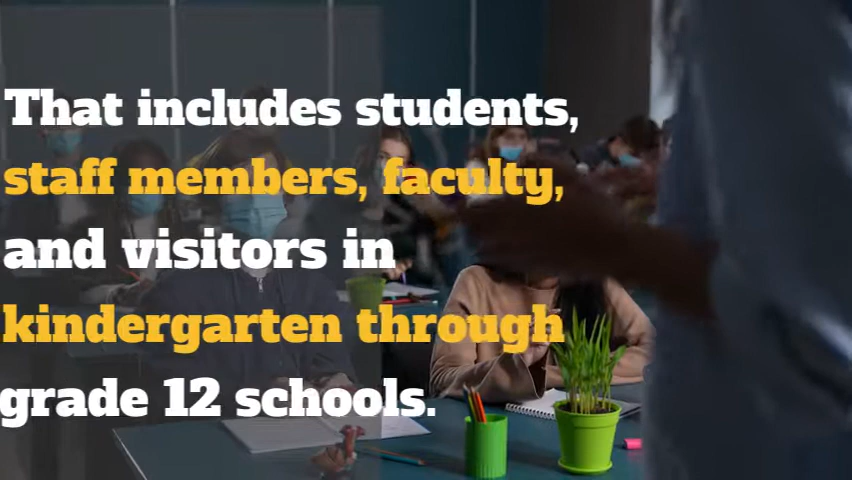 That includes students,
staff members, faculty,
and visitors in
kindergarten through
grade 12 schools.